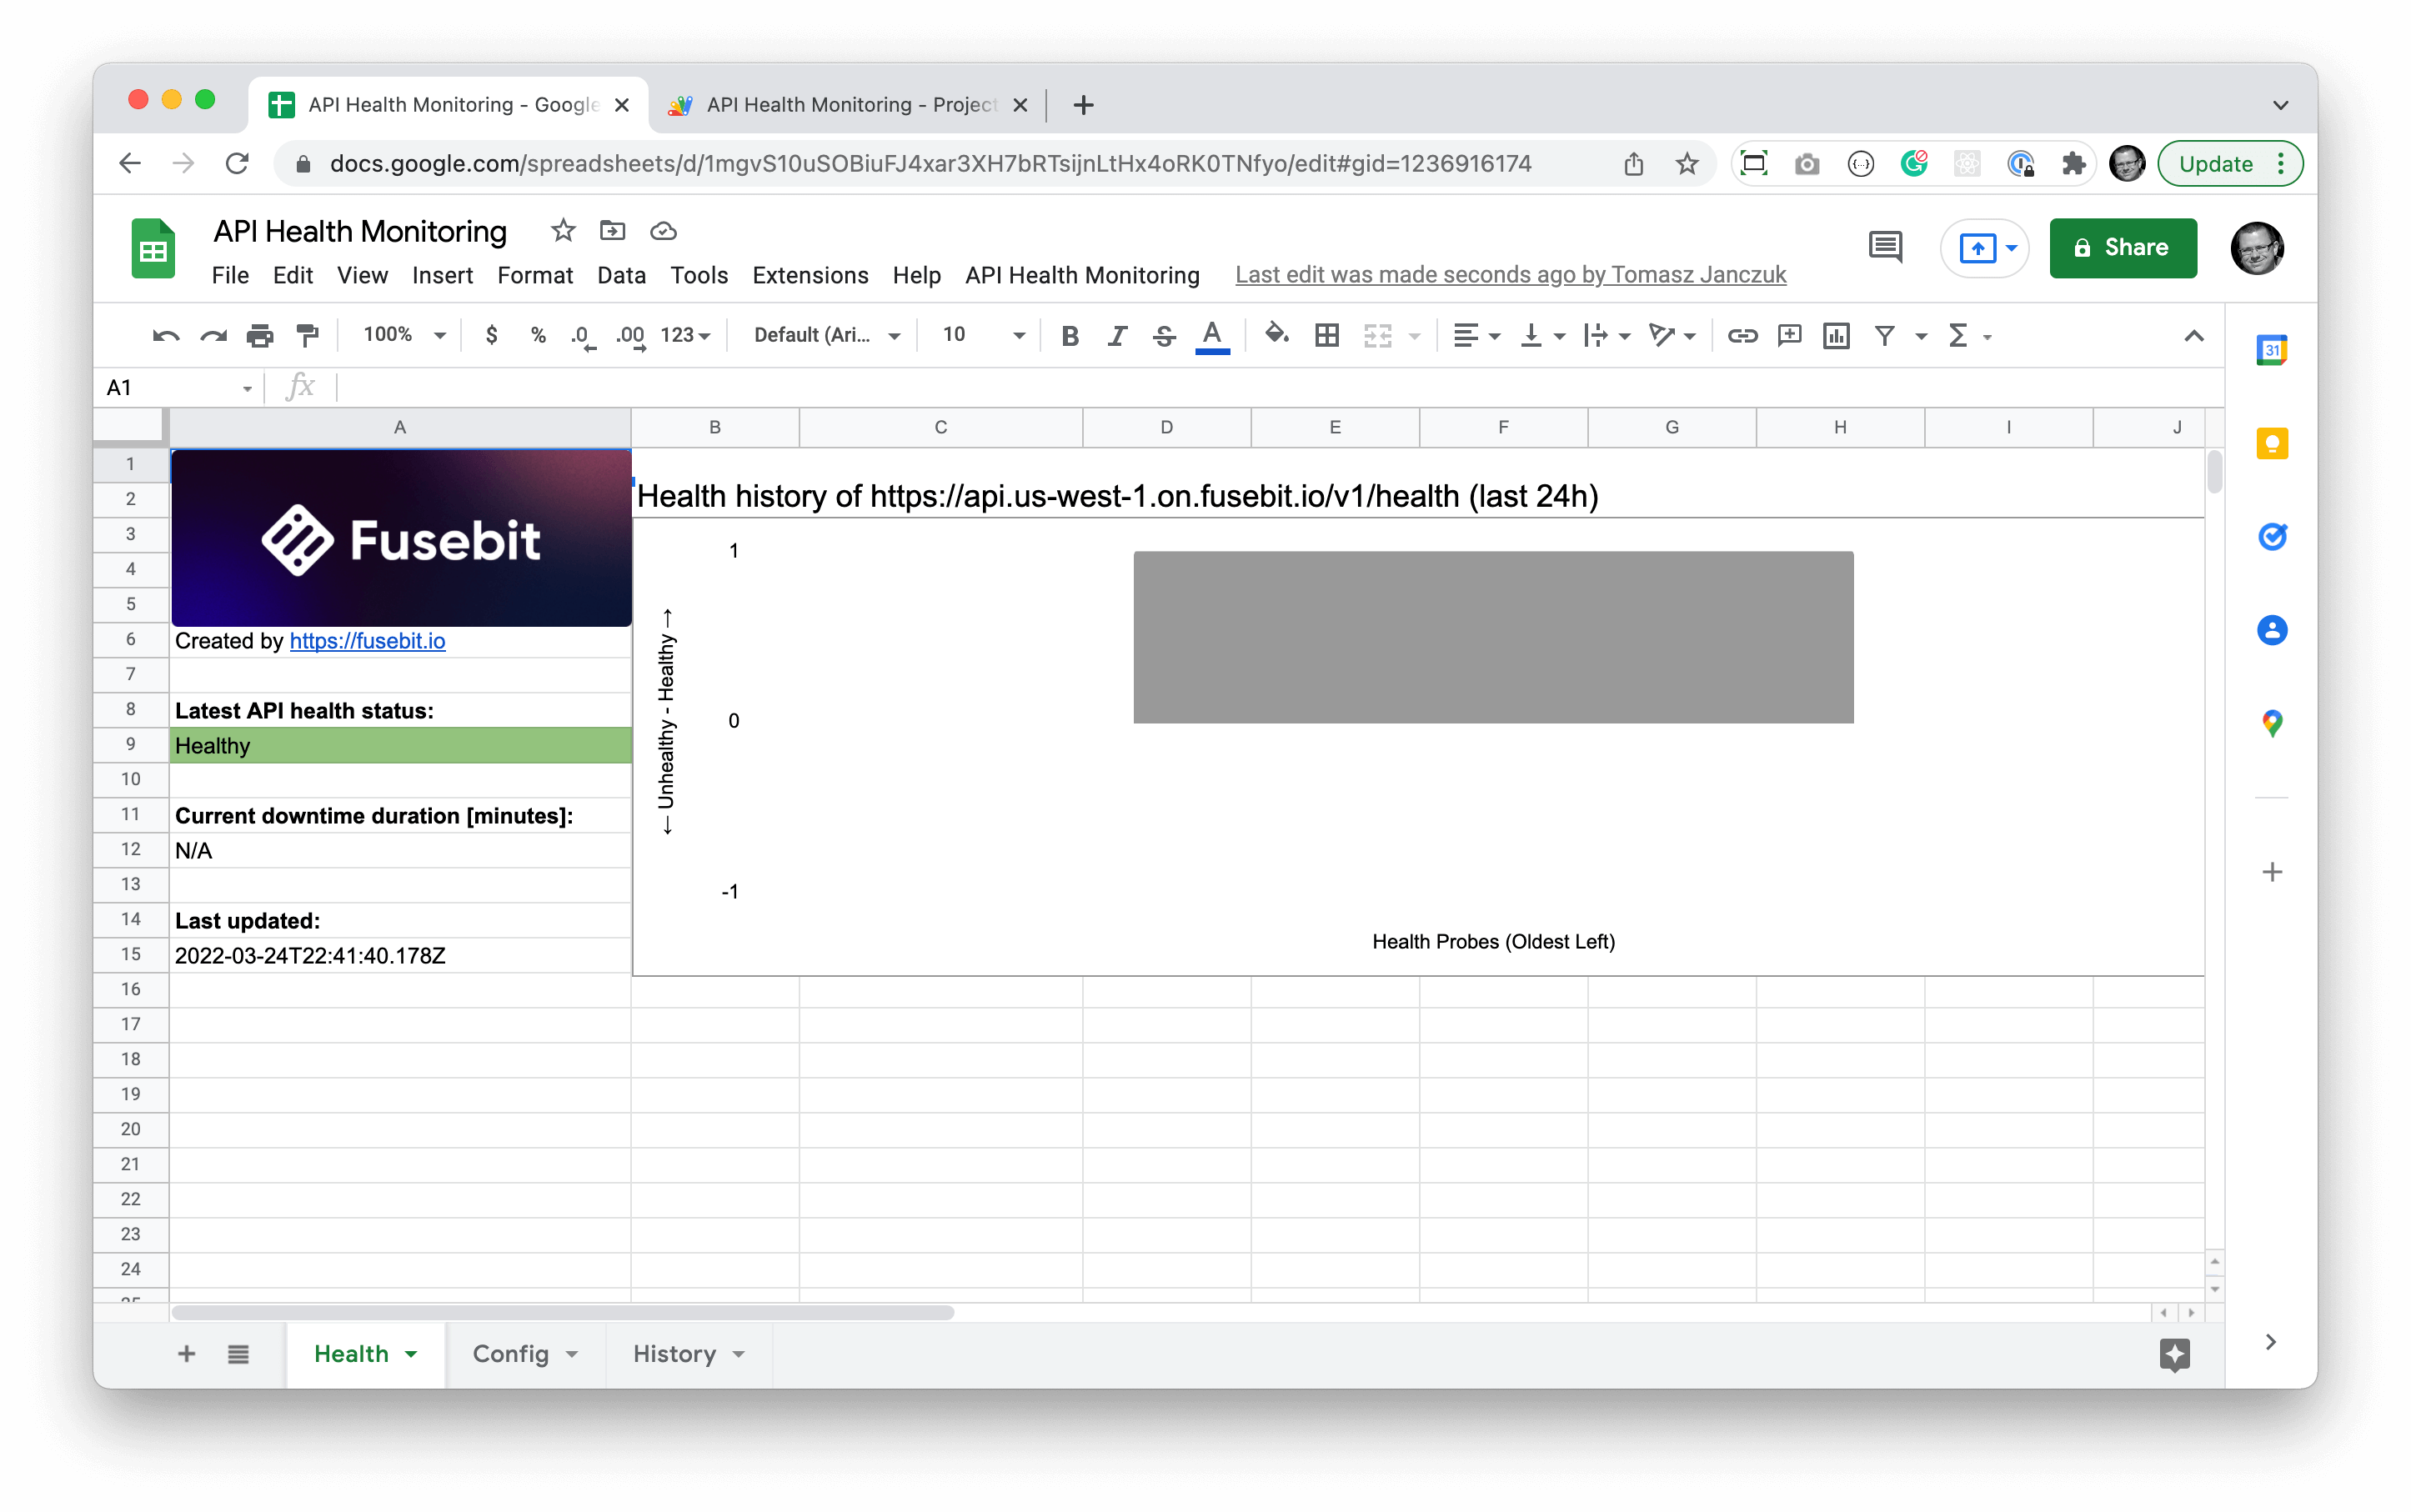 API Health Monitoring - Google
API Health Monitoring - Project
docs.google.com/spreadsheets/d/1mgvS10uSOBiuFJ4xar3XH7bRTsijnLtHx4oRK0TNfyo/edit#gid=1236916174
Update
API Health Monitoring
Share
File Edit View Insert Format Data Tools Extensions Help API Health Monitoring Last edit was made seconds ago by Tomasz Janczuk
100% $ % .0 .00 123 Default (Ari... 10 B I S A Σ
31
A1 fx
A B C D E F G H I J
1
2 Health history of https://api.us-west-1.on.fusebit.io/v1/health (last 24h)
3
4
5
Fusebit
6 Created by https://fusebit.io
7
8 Latest API health status:
9 Healthy
10
11 Current downtime duration [minutes]:
12 N/A
13
14 Last updated:
15 2022-03-24T22:41:40.178Z
1
0
-1
← Unhealthy - Healthy →
Health Probes (Oldest Left)
16
17
18
19
20
21
22
23
24
25
Health Config History